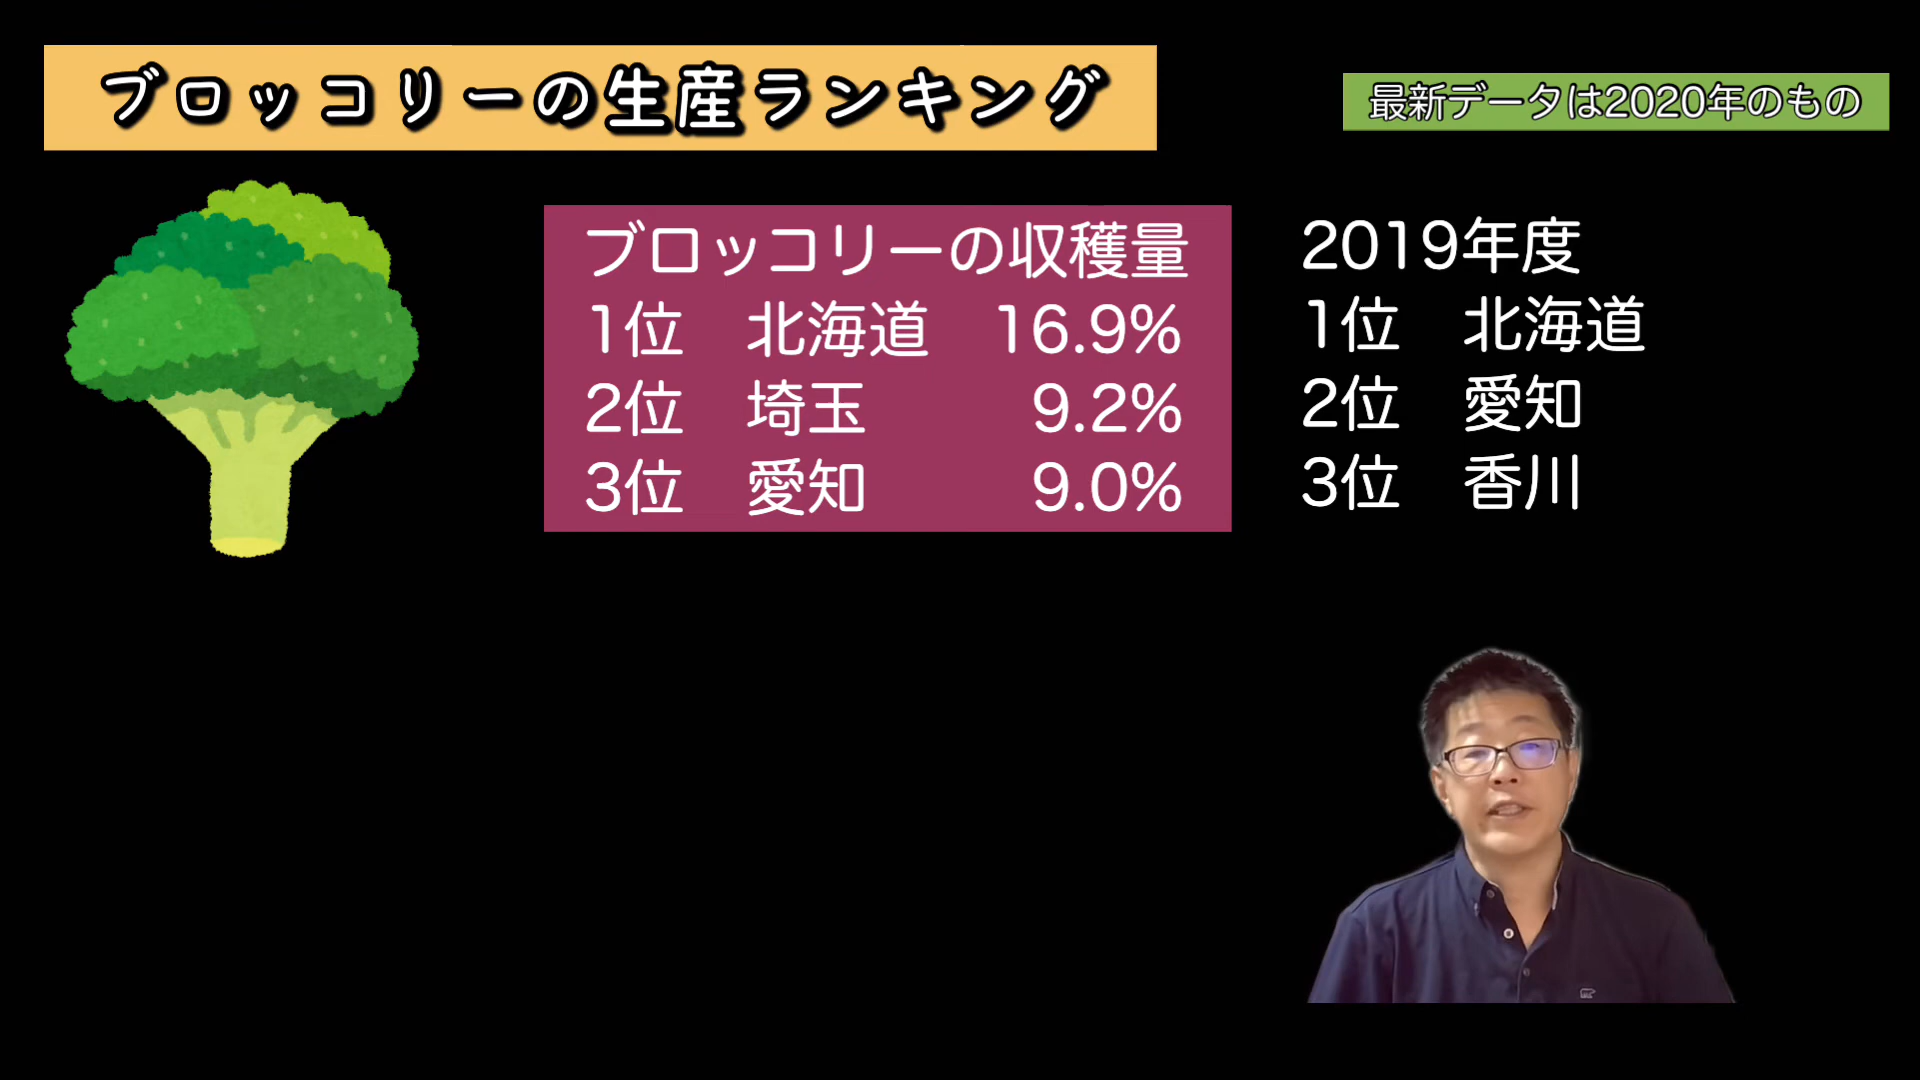 ブロッコリーの生産ランキング
最新データは2020年のもの
ブロッコリーの収穫量
1位 北海道 16.9%
2位 埼玉 9.2%
3位 愛知 9.0%
2019年度
1位 北海道
2位 愛知
3位 香川